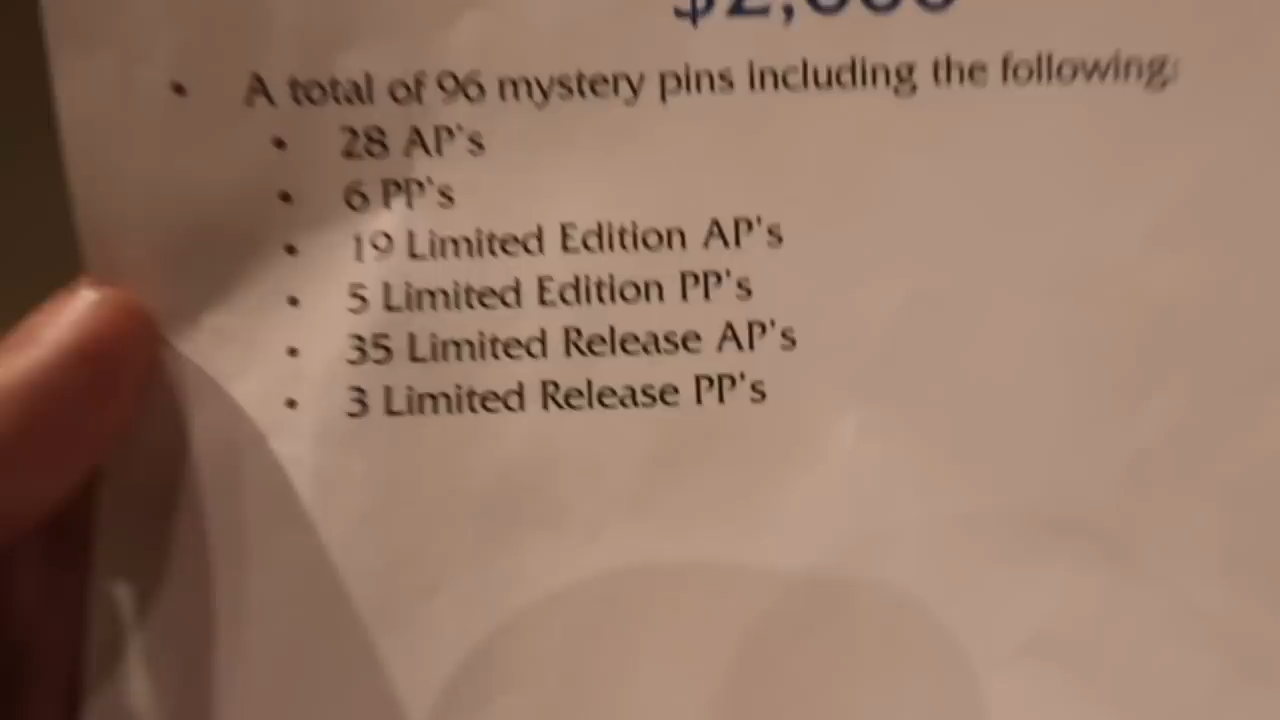 • A total of 96 mystery pins including the following:
• 28 AP's
• 6 PP's
• 19 Limited Edition AP's
• 5 Limited Edition PP's
• 35 Limited Release AP's
• 3 Limited Release PP's